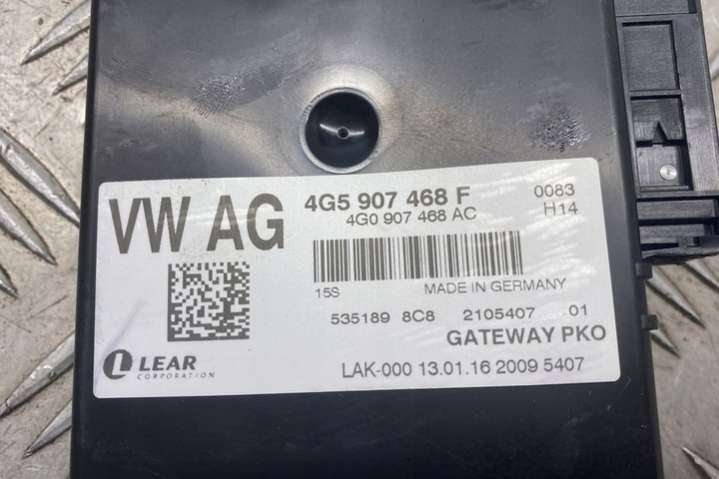 VW AG
4G5 907 468 F 0083
4G0 907 468 AC H14
15S MADE IN GERMANY
535189 8C8 2105407 01
GATEWAY PKO
LEAR
CORPORATION
LAK-000 13.01.16 2009 5407